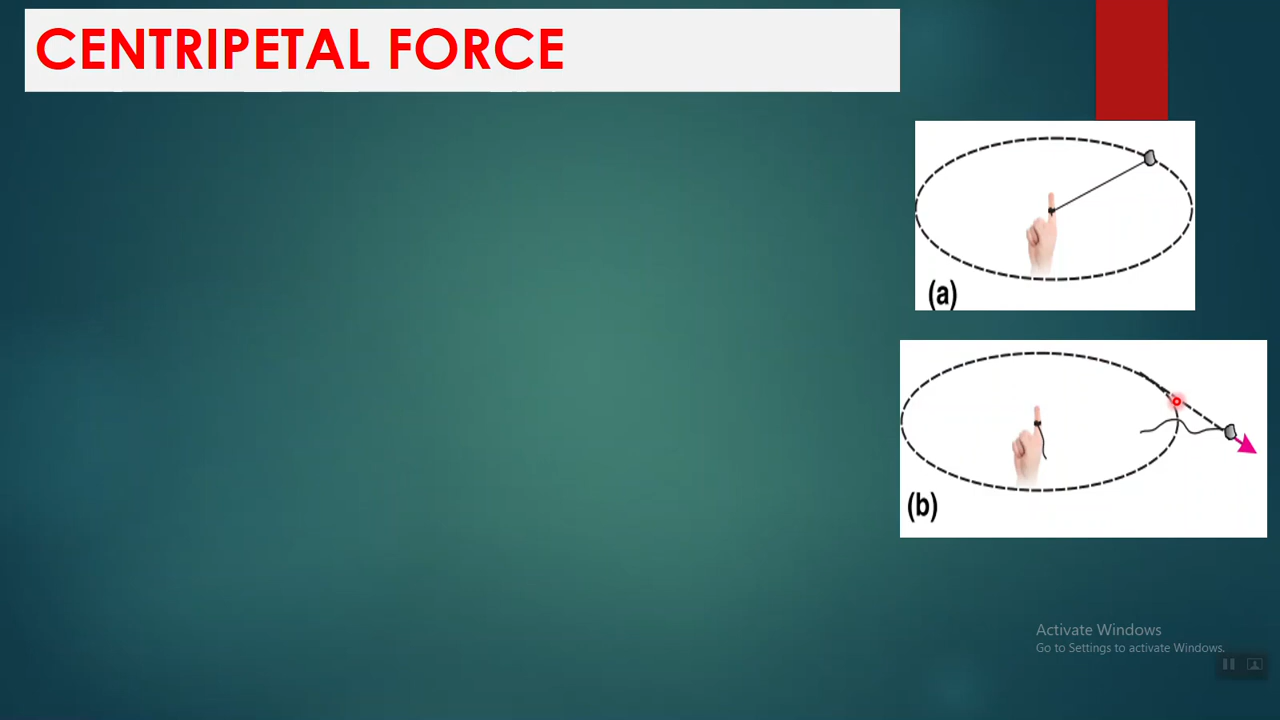 CENTRIPETAL FORCE
(a)
(b)
Activate Windows
Go to Settings to activate Windows.